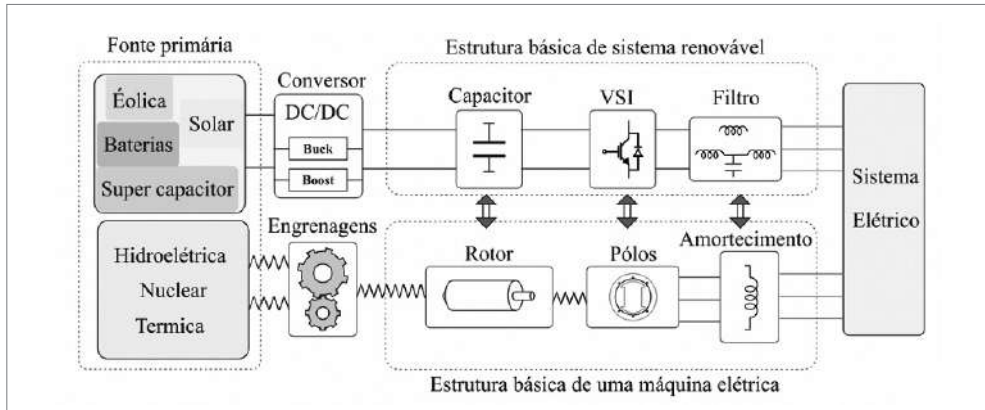 Fonte primária
Estrutura básica de sistema renovável
Conversor
Éolica
Solar
Baterias
Super capacitor
DC/DC
Buck
Boost
Capacitor
VSI
Filtro
Sistema
Elétrico
Hidroelétrica
Nuclear
Termica
Engrenagens
Rotor
Pólos
Amortecimento
Estrutura básica de uma máquina elétrica